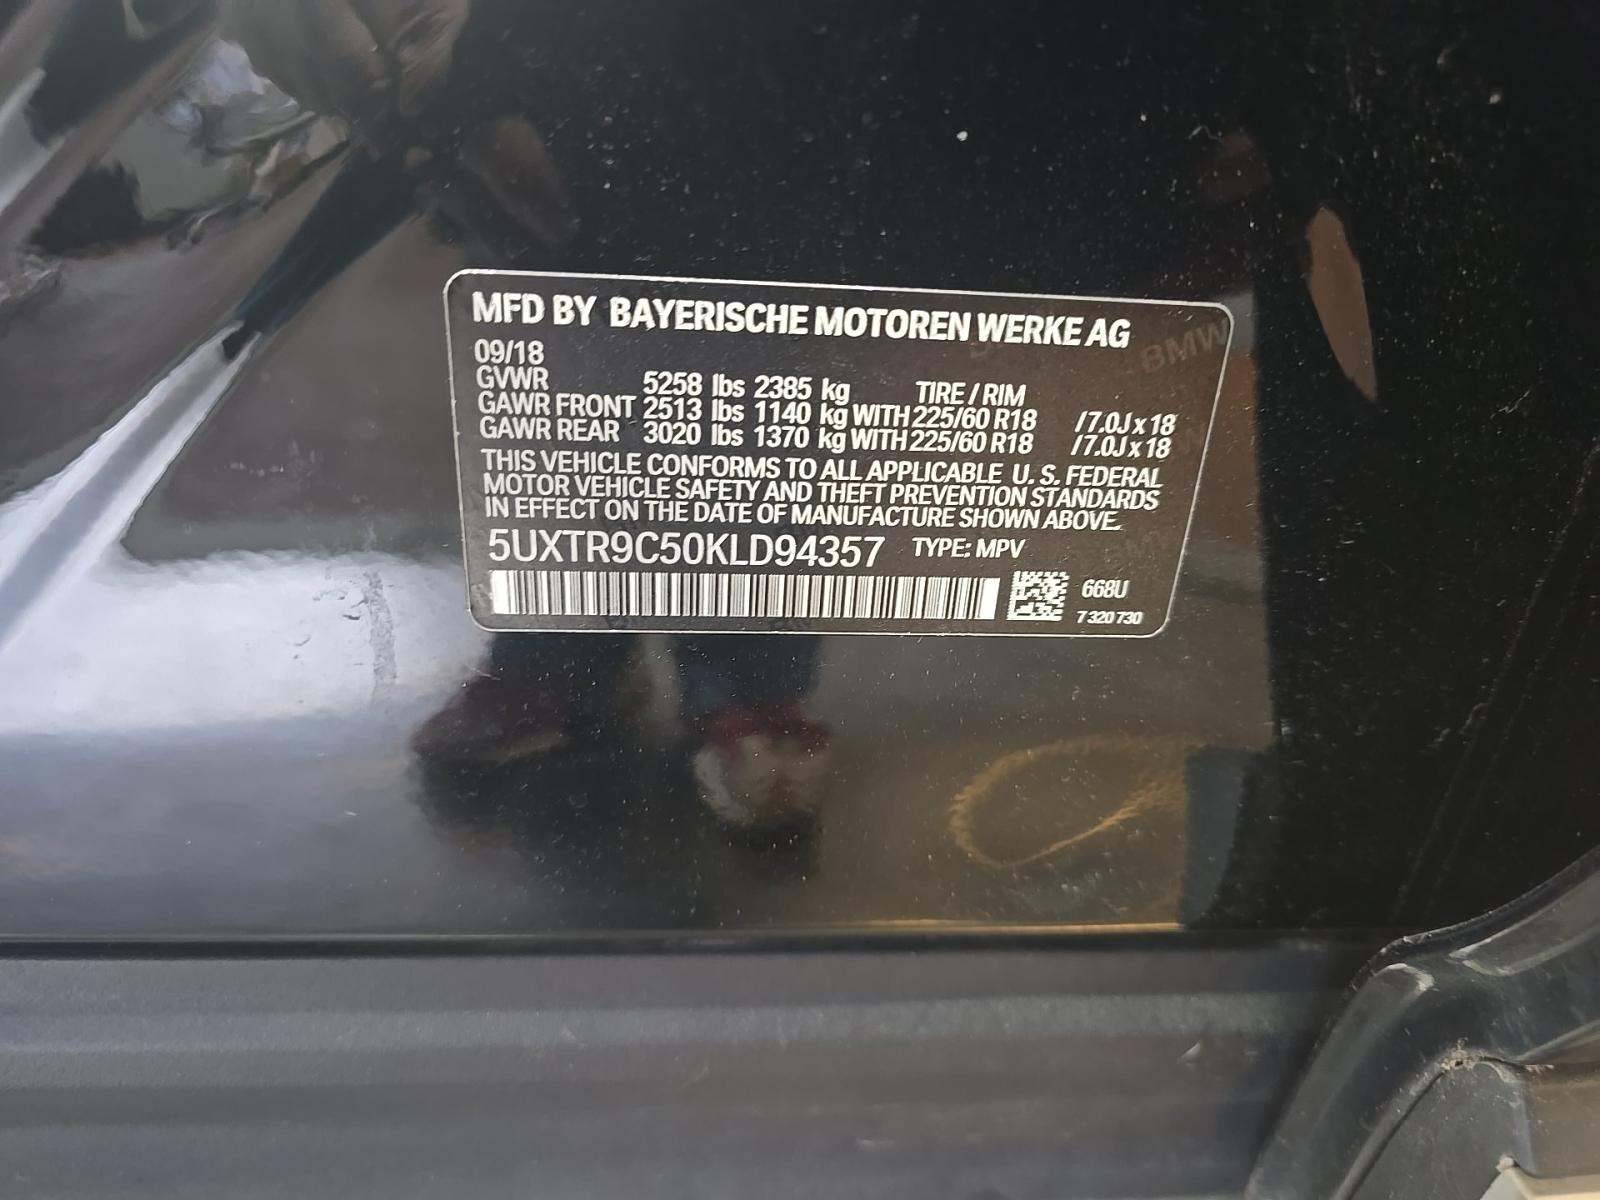 MFD BY BAYERISCHE MOTOREN WERKE AG
09/18
GVWR 5258 lbs 2385 kg TIRE / RIM
GAWR FRONT 2513 lbs 1140 kg WITH 225/60 R18 /7.0J x 18
GAWR REAR 3020 lbs 1370 kg WITH 225/60 R18 /7.0J x 18
THIS VEHICLE CONFORMS TO ALL APPLICABLE U. S. FEDERAL
MOTOR VEHICLE SAFETY AND THEFT PREVENTION STANDARDS
IN EFFECT ON THE DATE OF MANUFACTURE SHOWN ABOVE.
5UXTR9C50KLD94357 TYPE: MPV
668U
7 320 730
BMW